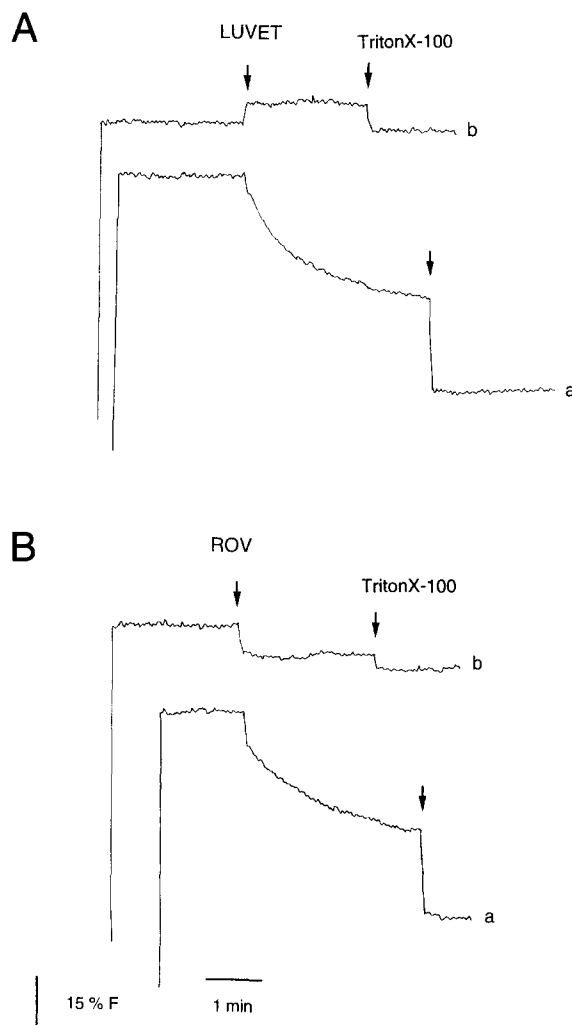 A
LUVET
TritonX-100
b
a
B
ROV
TritonX-100
b
a
15 % F
1 min